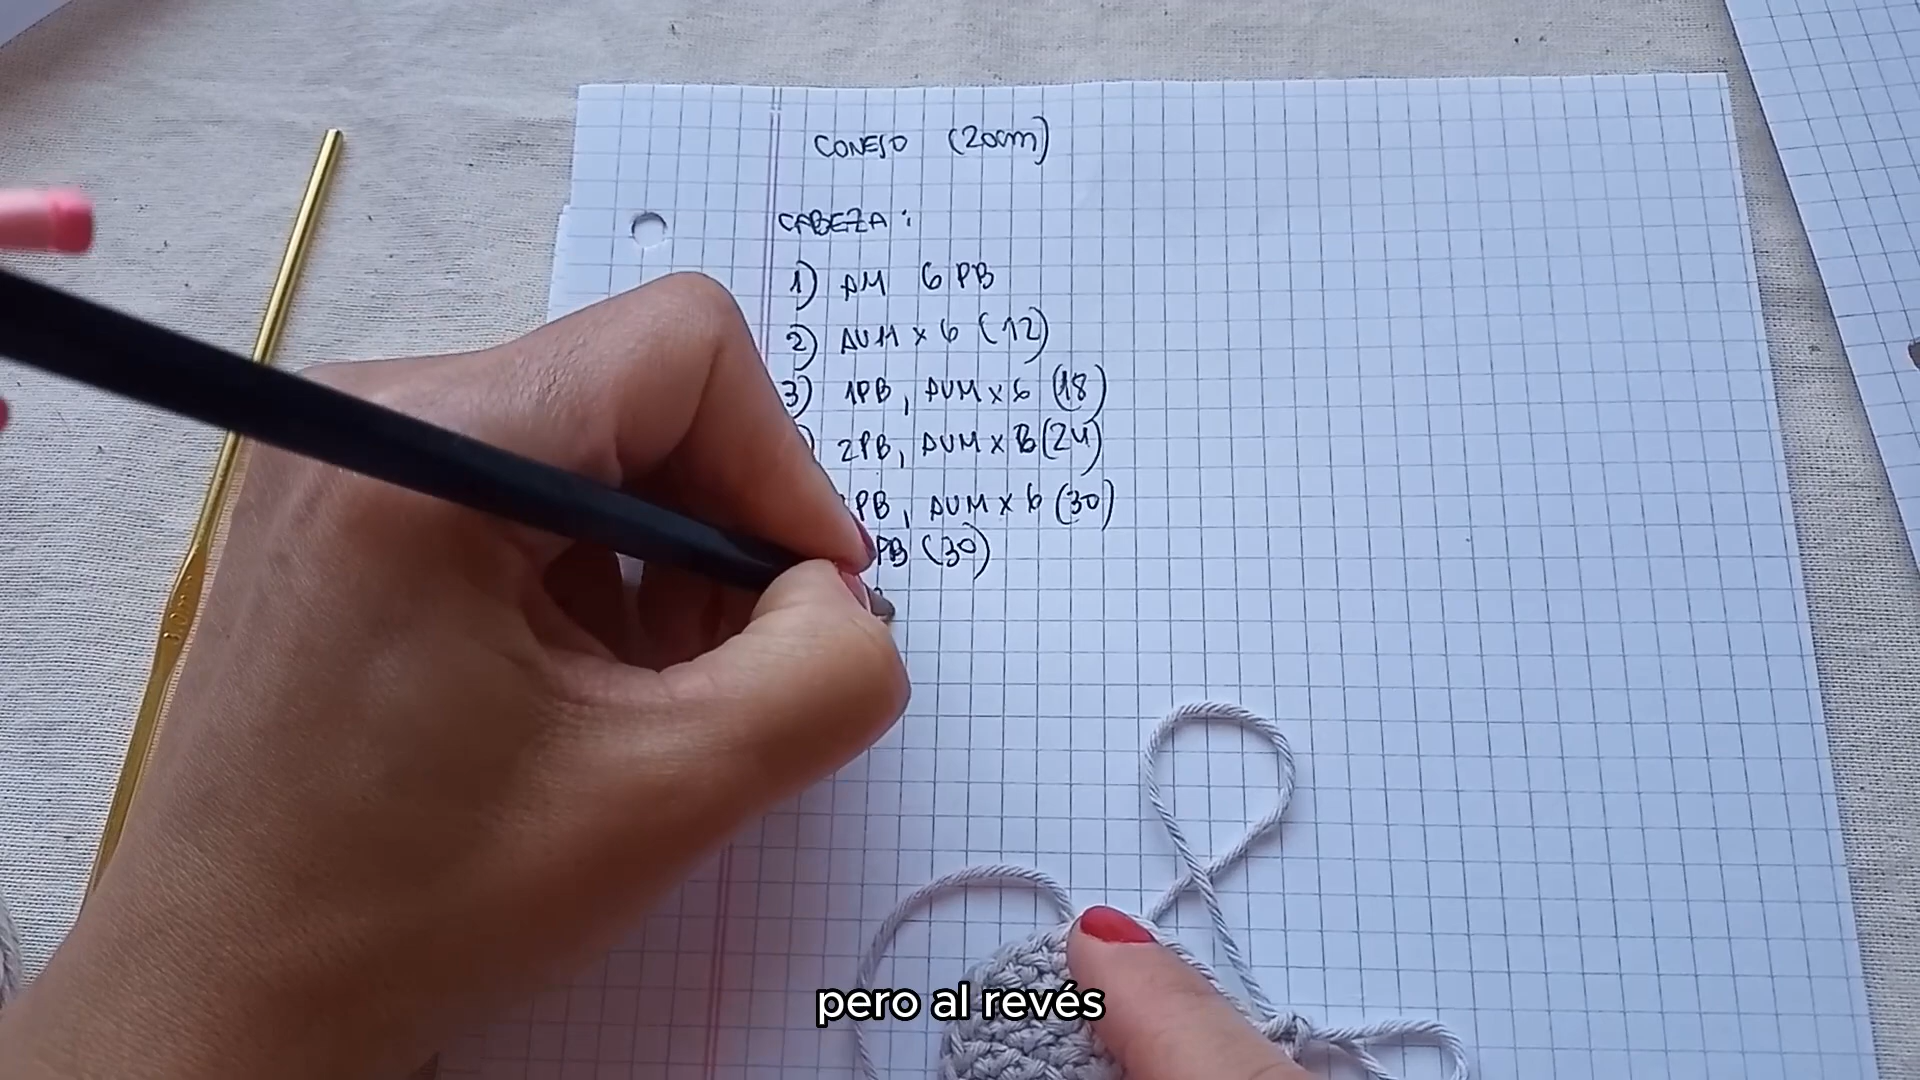 CONEJO (20cm)
CABEZA:
1) AM 6 PB
2) AUM x 6 (12)
3) 1PB, AUM x 6 (18)
) 2PB, AUM x 6 (24)
PB, AUM x 6 (30)
PB (30)
pero al revés